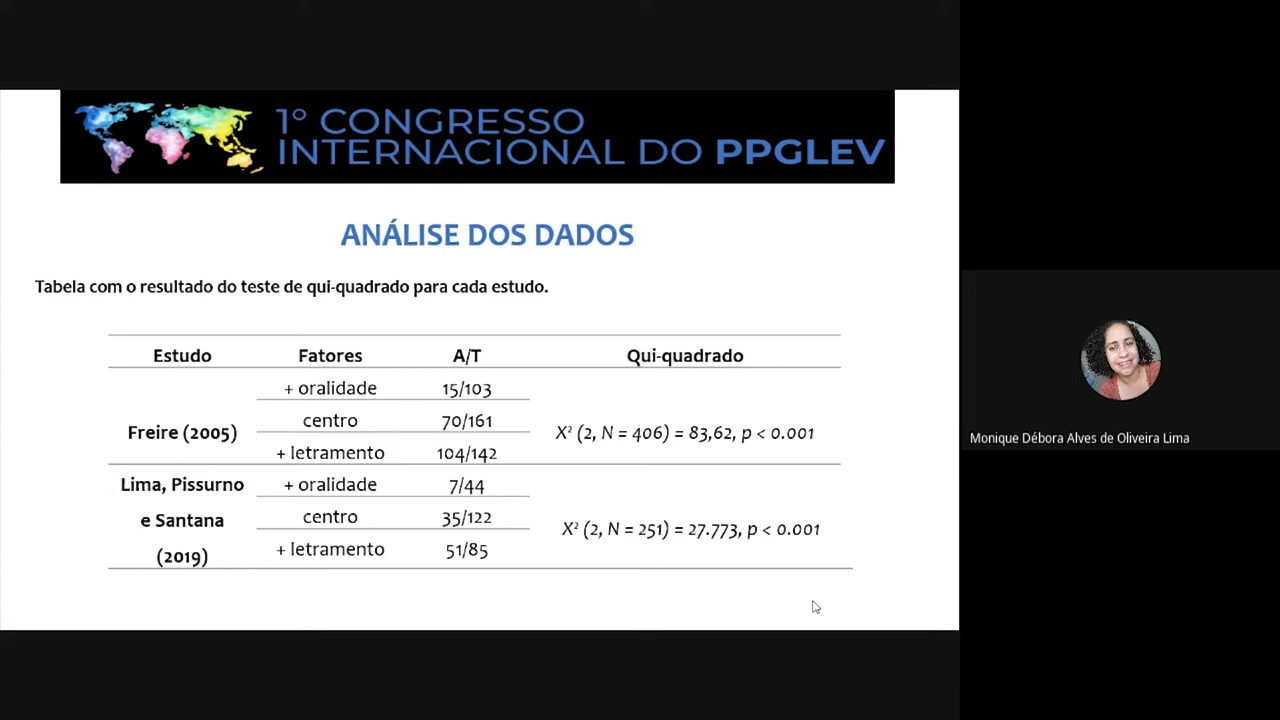 1º CONGRESSO
INTERNACIONAL DO PPGLEV
ANÁLISE DOS DADOS
Tabela com o resultado do teste de qui-quadrado para cada estudo.
Estudo Fatores A/T Qui-quadrado
+ oralidade 15/103
centro 70/161
Freire (2005) X² (2, N = 406) = 83,62, p < 0.001
+ letramento 104/142
Lima, Pissurno + oralidade 7/44
e Santana centro 35/122
X² (2, N = 251) = 27.773, p < 0.001
(2019) + letramento 51/85
Monique Débora Alves de Oliveira Lima